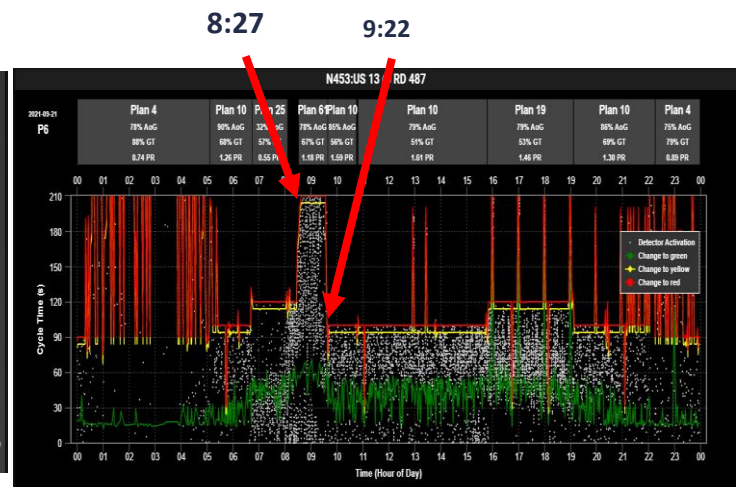 8:27
9:22
N453:US 13 RD 487
2021-09-21
P6
Plan 4 Plan 10 Plan 25 Plan 61 Plan 10 Plan 10 Plan 19 Plan 10 Plan 4
78% AoG 90% AoG 32% AoG 78% AoG 85% AoG 79% AoG 79% AoG 86% AoG 75% AoG
88% GT 68% GT 57% GT 67% GT 56% GT 51% GT 53% GT 69% GT 79% GT
0.74 PR 1.26 PR 0.55 PR 1.18 PR 1.59 PR 1.61 PR 1.46 PR 1.30 PR 0.89 PR
00 01 02 03 04 05 06 07 08 09 10 12 13 14 15 16 17 18 19 20 21 22 23 00
210
180
150
120
90
60
30
0
Cycle Time (s)
Detector Activation
Change to green
Change to yellow
Change to red
00 01 02 03 04 05 06 07 08 09 10 11 12 13 14 15 16 17 18 19 20 21 22 23 00
Time (Hour of Day)